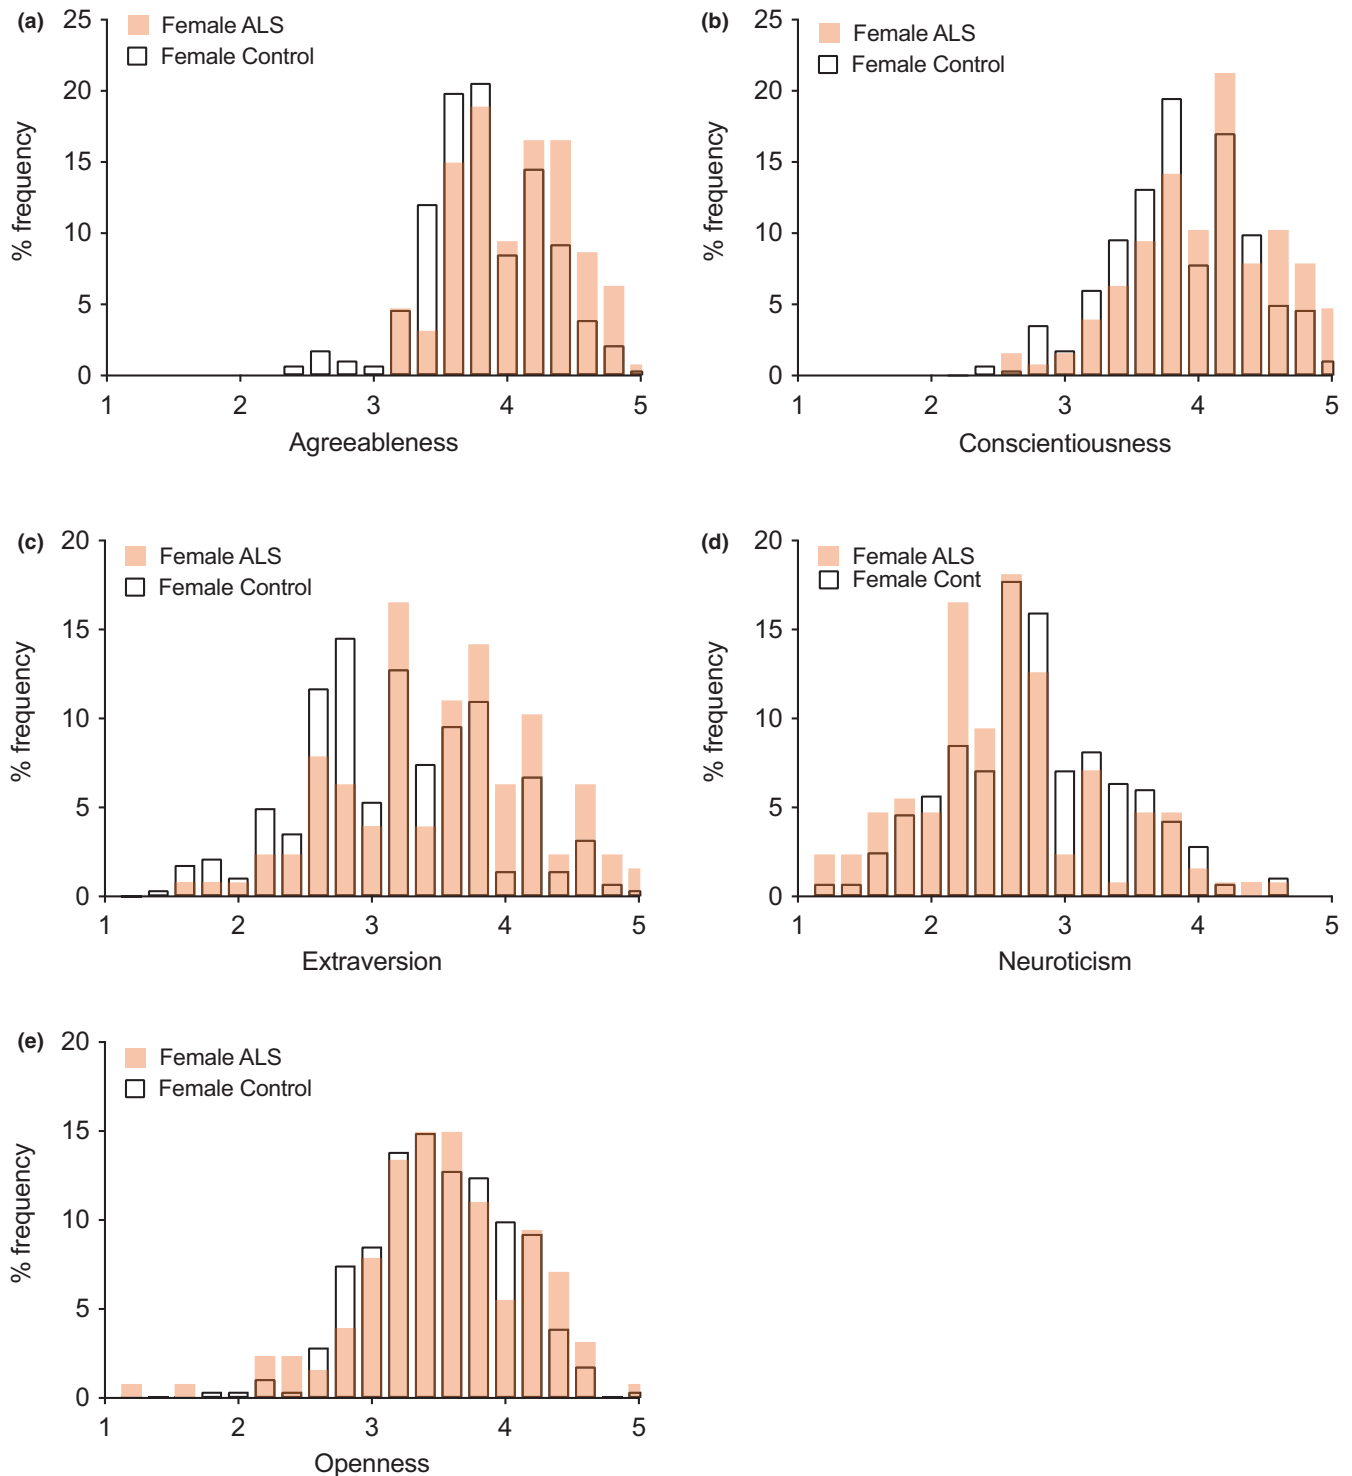 (a)
25
20
15
10
5
0
% frequency
Female ALS
Female Control
1 2 3 4 5
Agreeableness
(b)
25
20
15
10
5
0
% frequency
Female ALS
Female Control
1 2 3 4 5
Conscientiousness
(c)
20
15
10
5
0
% frequency
Female ALS
Female Control
1 2 3 4 5
Extraversion
(d)
20
15
10
5
0
% frequency
Female ALS
Female Cont
1 2 3 4 5
Neuroticism
(e)
20
15
10
5
0
% frequency
Female ALS
Female Control
1 2 3 4 5
Openness